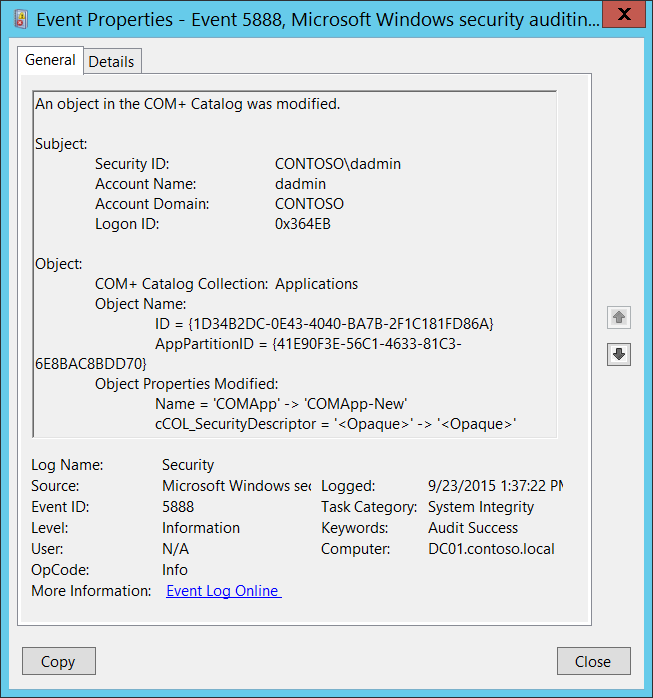 Event Properties - Event 5888, Microsoft Windows security auditin...
General
Details
An object in the COM+ Catalog was modified.
Subject:
Security ID: CONTOSO\dadmin
Account Name: dadmin
Account Domain: CONTOSO
Logon ID: 0x364EB
Object:
COM+ Catalog Collection: Applications
Object Name:
ID = {1D34B2DC-0E43-4040-BA7B-2F1C181FD86A}
AppPartitionID = {41E90F3E-56C1-4633-81C3-
6E8BAC8BDD70}
Object Properties Modified:
Name = 'COMApp' -> 'COMApp-New'
cCOL_SecurityDescriptor = '<Opaque>' -> '<Opaque>'
Log Name: Security
Source: Microsoft Windows sec Logged: 9/23/2015 1:37:22 PM
Event ID: 5888 Task Category: System Integrity
Level: Information Keywords: Audit Success
User: N/A Computer: DC01.contoso.local
OpCode: Info
More Information: Event Log Online
Copy
Close